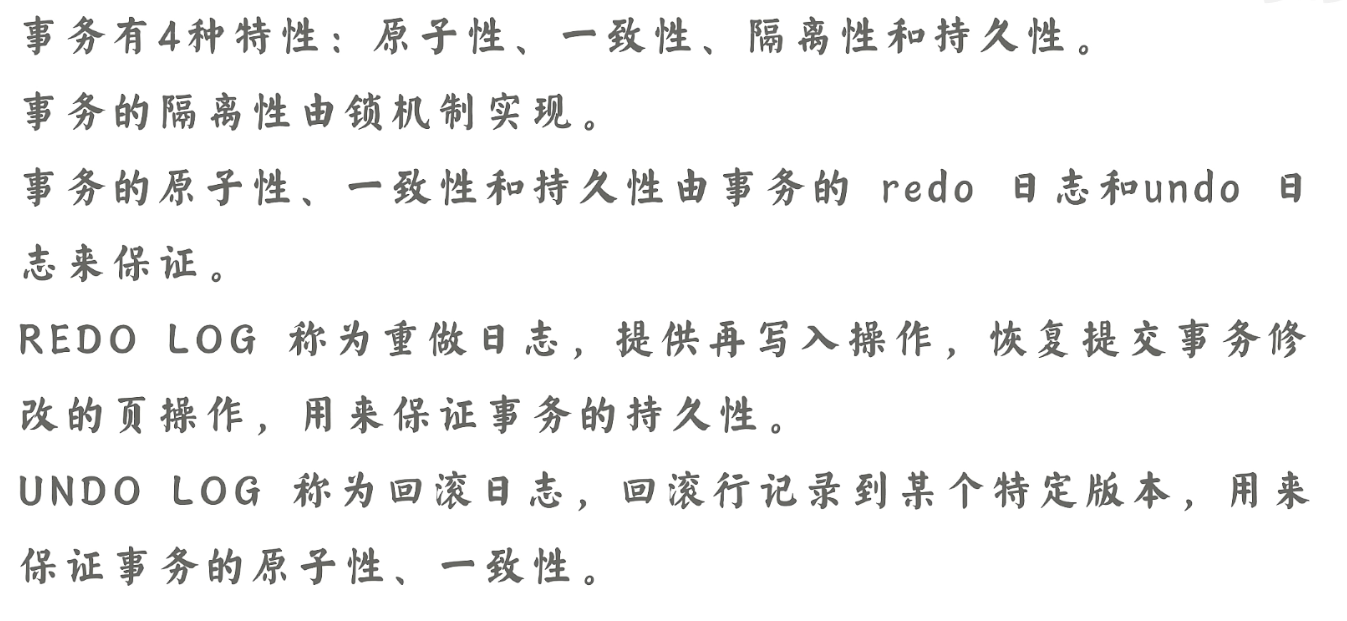 事务有4种特性：原子性、一致性、隔离性和持久性。
事务的隔离性由锁机制实现。
事务的原子性、一致性和持久性由事务的 redo 日志和undo 日
志来保证。
REDO LOG 称为重做日志，提供再写入操作，恢复提交事务修
改的页操作，用来保证事务的持久性。
UNDO LOG 称为回滚日志，回滚行记录到某个特定版本，用来
保证事务的原子性、一致性。